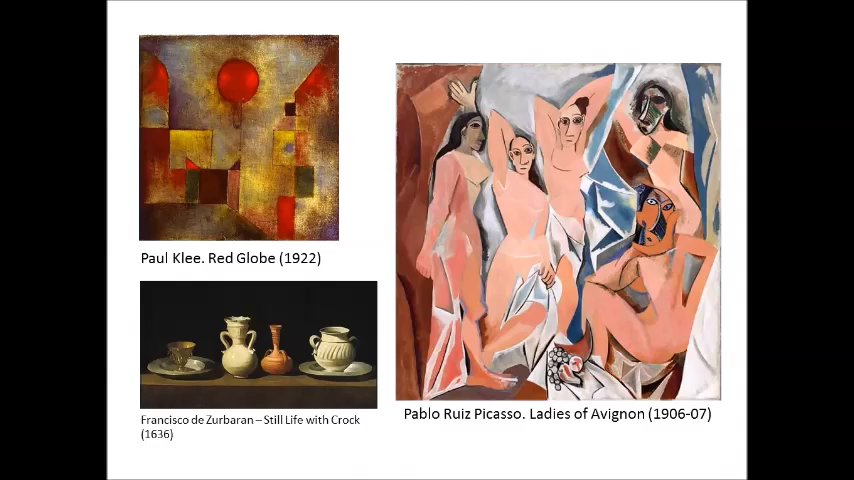 Paul Klee. Red Globe (1922)
Francisco de Zurbaran – Still Life with Crock
(1636)
Pablo Ruiz Picasso. Ladies of Avignon (1906-07)